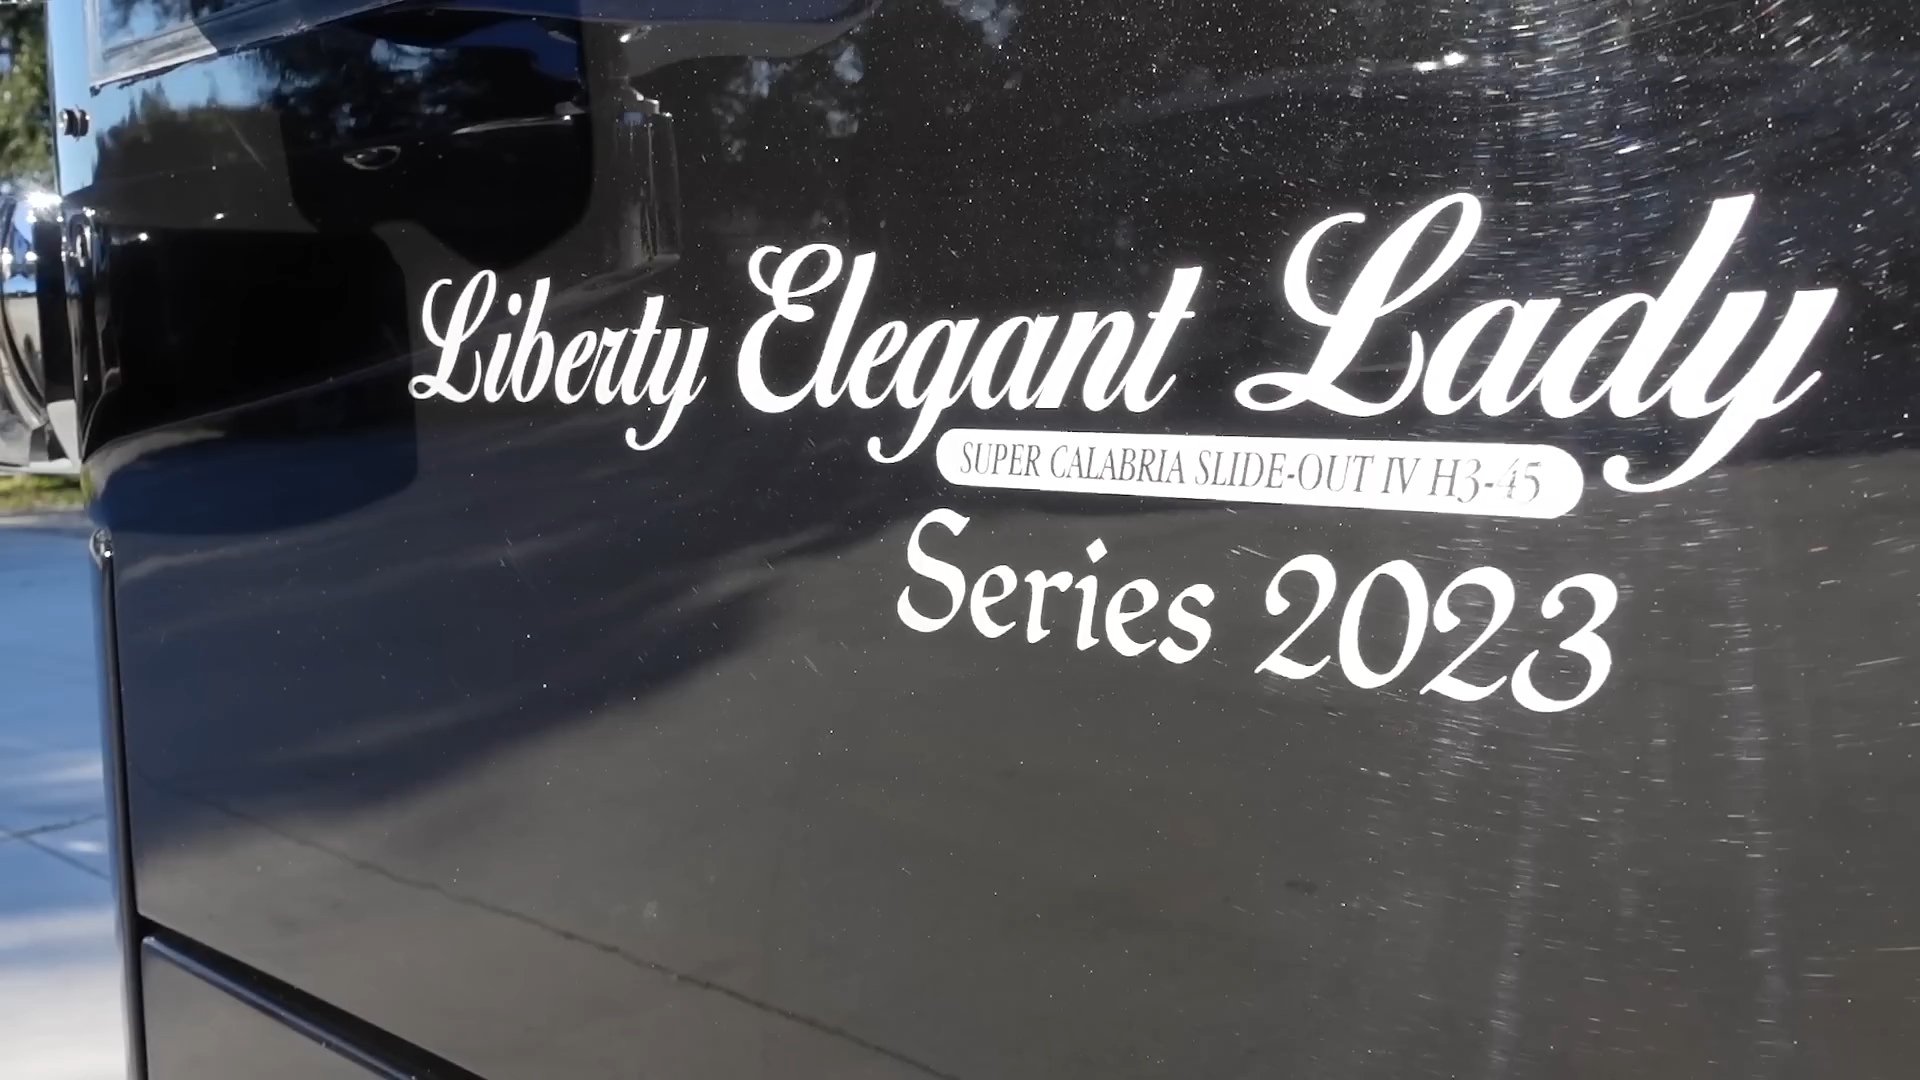 Liberty Elegant Lady
SUPER CALABRIA SLIDE-OUT IV H3-45
Series 2023